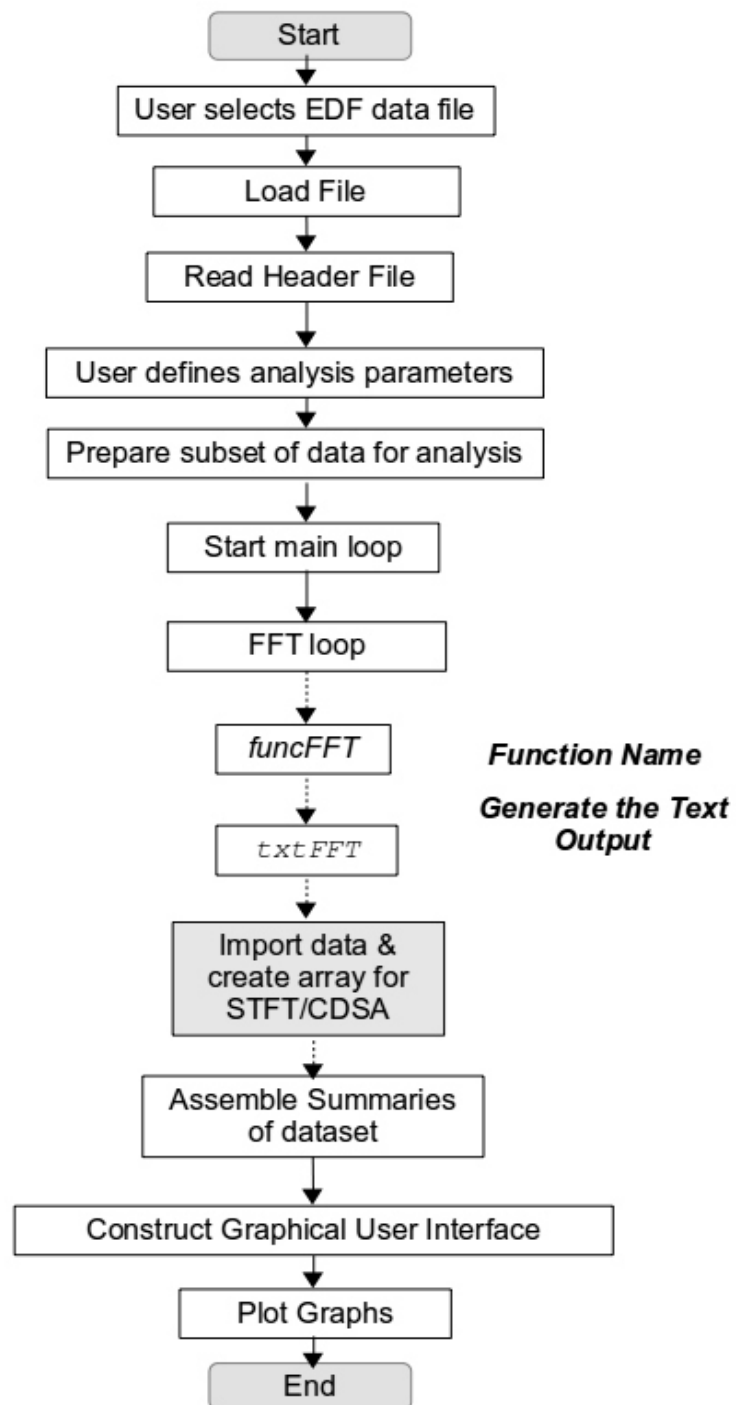 Start
User selects EDF data file
Load File
Read Header File
User defines analysis parameters
Prepare subset of data for analysis
Start main loop
FFT loop
funcFFT
Function Name
Generate the Text
Output
txtFFT
Import data &
create array for
STFT/CDSA
Assemble Summaries
of dataset
Construct Graphical User Interface
Plot Graphs
End